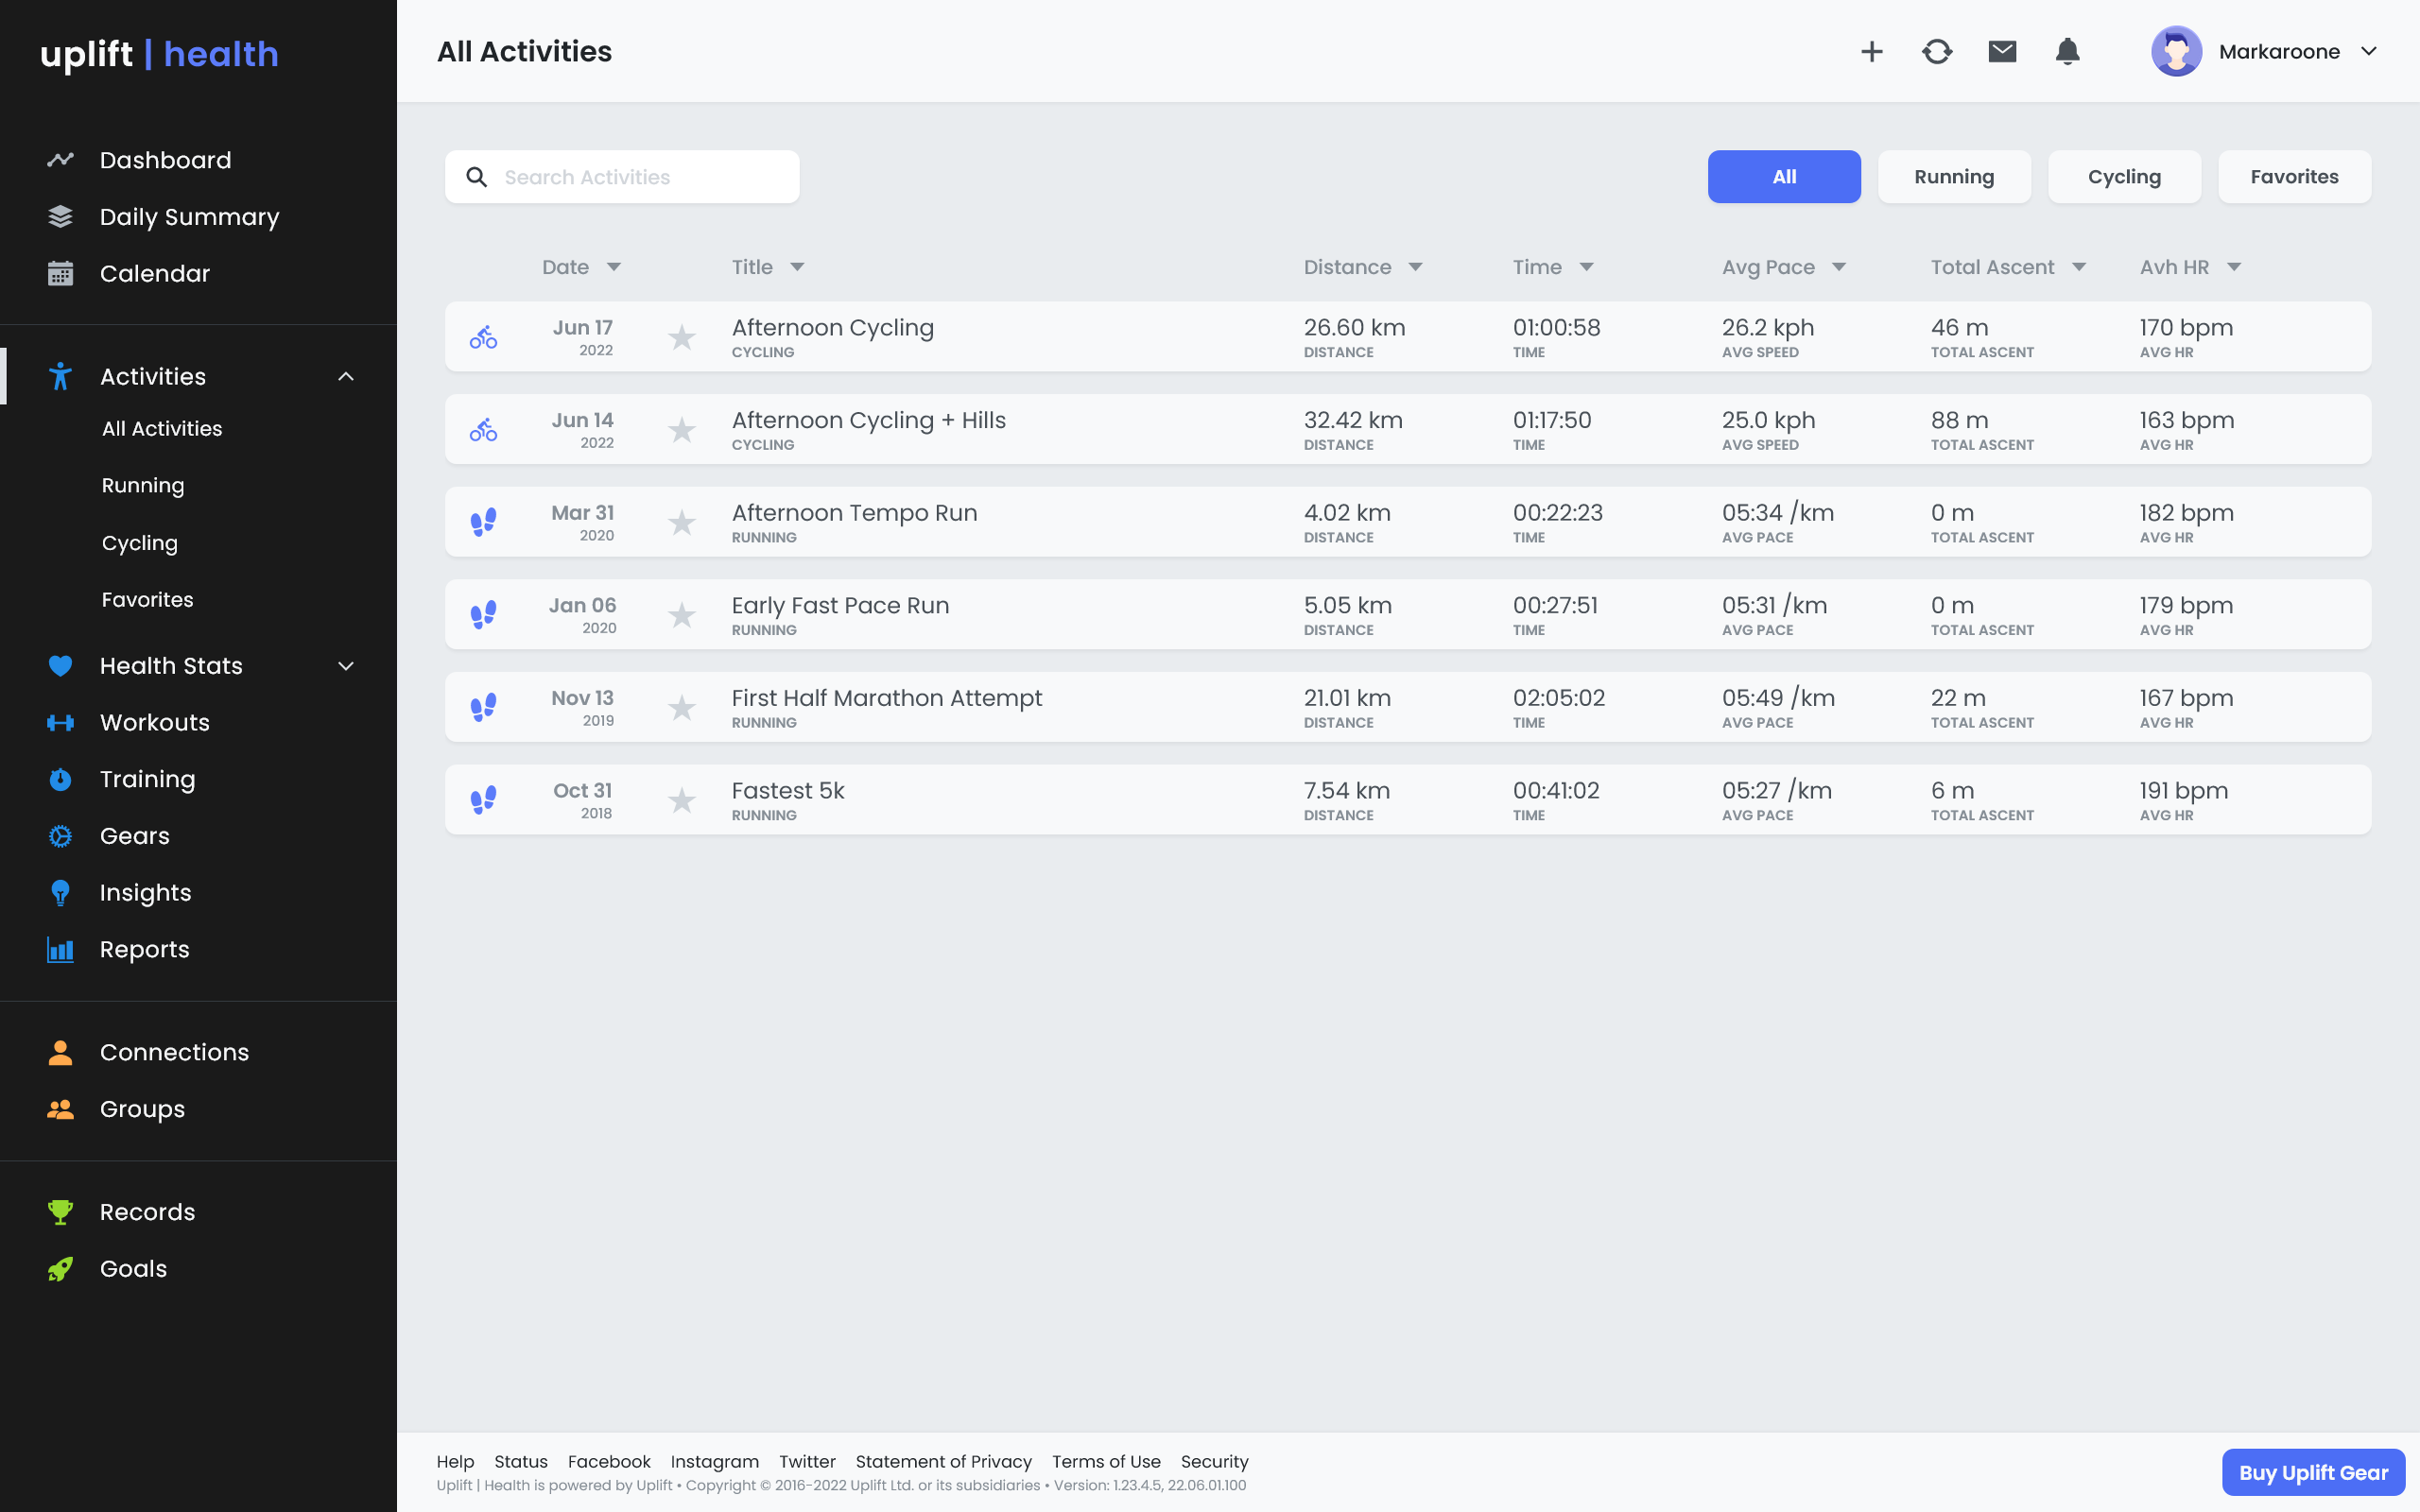 uplift | health
All Activities
Markaroone
Dashboard
Daily Summary
Calendar
Activities
All Activities
Running
Cycling
Favorites
Health Stats
Workouts
Training
Gears
Insights
Reports
Connections
Groups
Records
Goals
Search Activities
All Running Cycling Favorites
Date Title Distance Time Avg Pace Total Ascent Avh HR
Jun 17 Afternoon Cycling 26.60 km 01:00:58 26.2 kph 46 m 170 bpm
2022 CYCLING DISTANCE TIME AVG SPEED TOTAL ASCENT AVG HR
Jun 14 Afternoon Cycling + Hills 32.42 km 01:17:50 25.0 kph 88 m 163 bpm
2022 CYCLING DISTANCE TIME AVG SPEED TOTAL ASCENT AVG HR
Mar 31 Afternoon Tempo Run 4.02 km 00:22:23 05:34 /km 0 m 182 bpm
2020 RUNNING DISTANCE TIME AVG PACE TOTAL ASCENT AVG HR
Jan 06 Early Fast Pace Run 5.05 km 00:27:51 05:31 /km 0 m 179 bpm
2020 RUNNING DISTANCE TIME AVG PACE TOTAL ASCENT AVG HR
Nov 13 First Half Marathon Attempt 21.01 km 02:05:02 05:49 /km 22 m 167 bpm
2019 RUNNING DISTANCE TIME AVG PACE TOTAL ASCENT AVG HR
Oct 31 Fastest 5k 7.54 km 00:41:02 05:27 /km 6 m 191 bpm
2018 RUNNING DISTANCE TIME AVG PACE TOTAL ASCENT AVG HR
Help Status Facebook Instagram Twitter Statement of Privacy Terms of Use Security
Uplift | Health is powered by Uplift • Copyright © 2016-2022 Uplift Ltd. or its subsidiaries • Version: 1.23.4.5, 22.06.01.100
Buy Uplift Gear